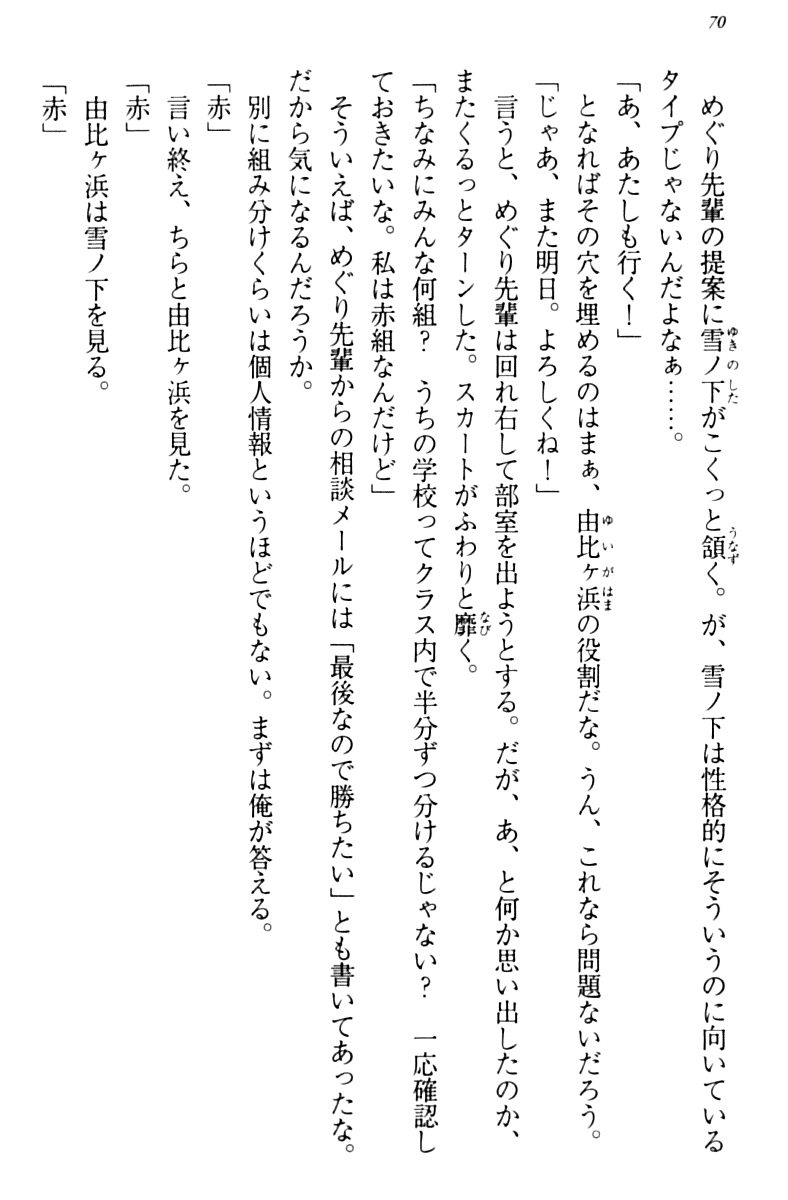 70
めぐり先輩の提案に雪ノ下がこくっと頷く。が、雪ノ下は性格的にそういうのに向いている
タイプじゃないんだよなぁ……。
「あ、あたしも行く！」
となればその穴を埋めるのはまぁ、由比ヶ浜の役割だな。うん、これなら問題ないだろう。
「じゃあ、また明日。よろしくね！」
言うと、めぐり先輩は回れ右して部室を出ようとする。だが、あ、と何か思い出したのか、
またくるっとターンした。スカートがふわりと靡く。
「ちなみにみんな何組？　うちの学校ってクラス内で半分ずつ分けるじゃない？　一応確認し
ておきたいな。私は赤組なんだけど」
そういえば、めぐり先輩からの相談メールには「最後なので勝ちたい」とも書いてあったな。
だから気になるんだろうか。
別に組み分けくらいは個人情報というほどでもない。まずは俺が答える。
「赤」
言い終え、ちらと由比ヶ浜を見た。
「赤」
由比ヶ浜は雪ノ下を見る。
「赤」